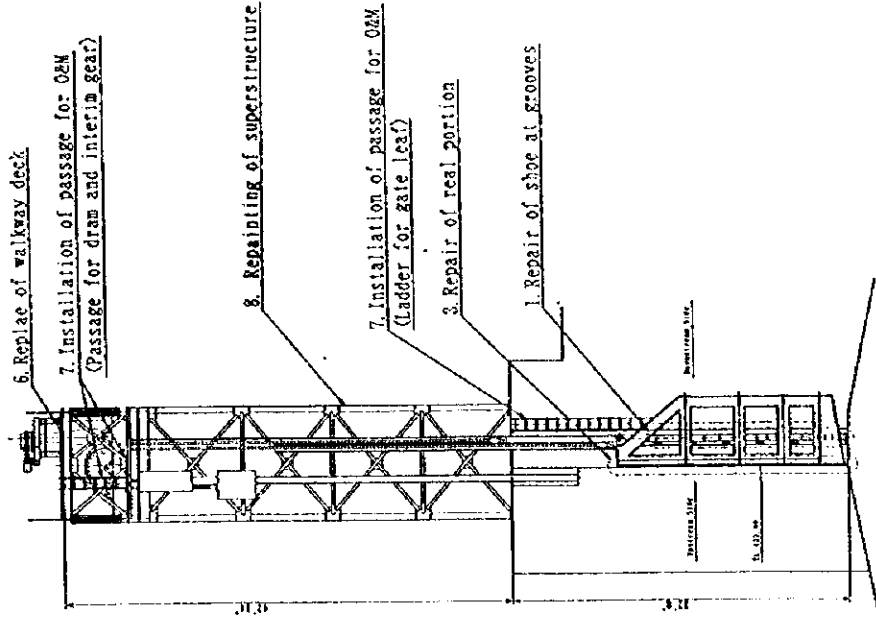 6.Replae of walkway deck
7.Installation of passage for O&M
(Passage for dram and interim gear)
8. Repainting of superstructure
7.Installation of passage for O&M
(Ladder for gate leaf)
3.Repair of real portion
1.Repair of shoe at grooves
Downstream Side
Upstream Side